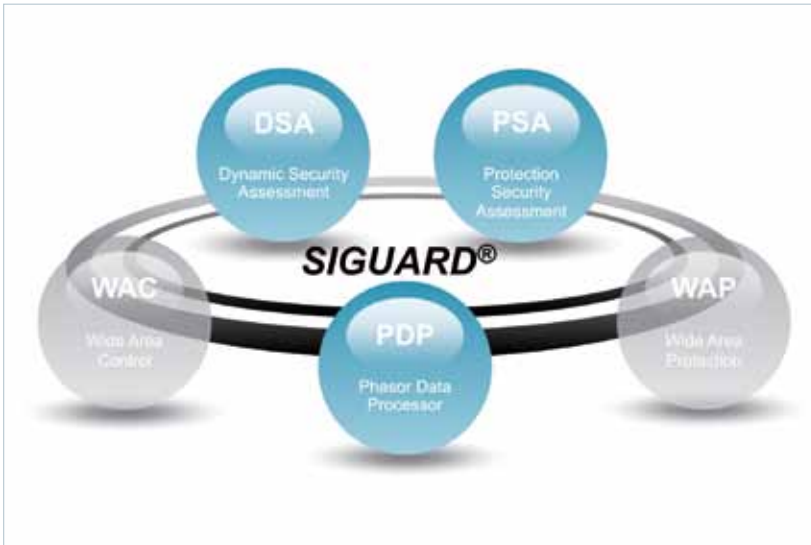 DSA
Dynamic Security
Assessment
PSA
Protection
Security
Assessment
SIGUARD®
WAC
Wide Area
Control
PDP
Phasor Data
Processor
WAP
Wide Area
Protection